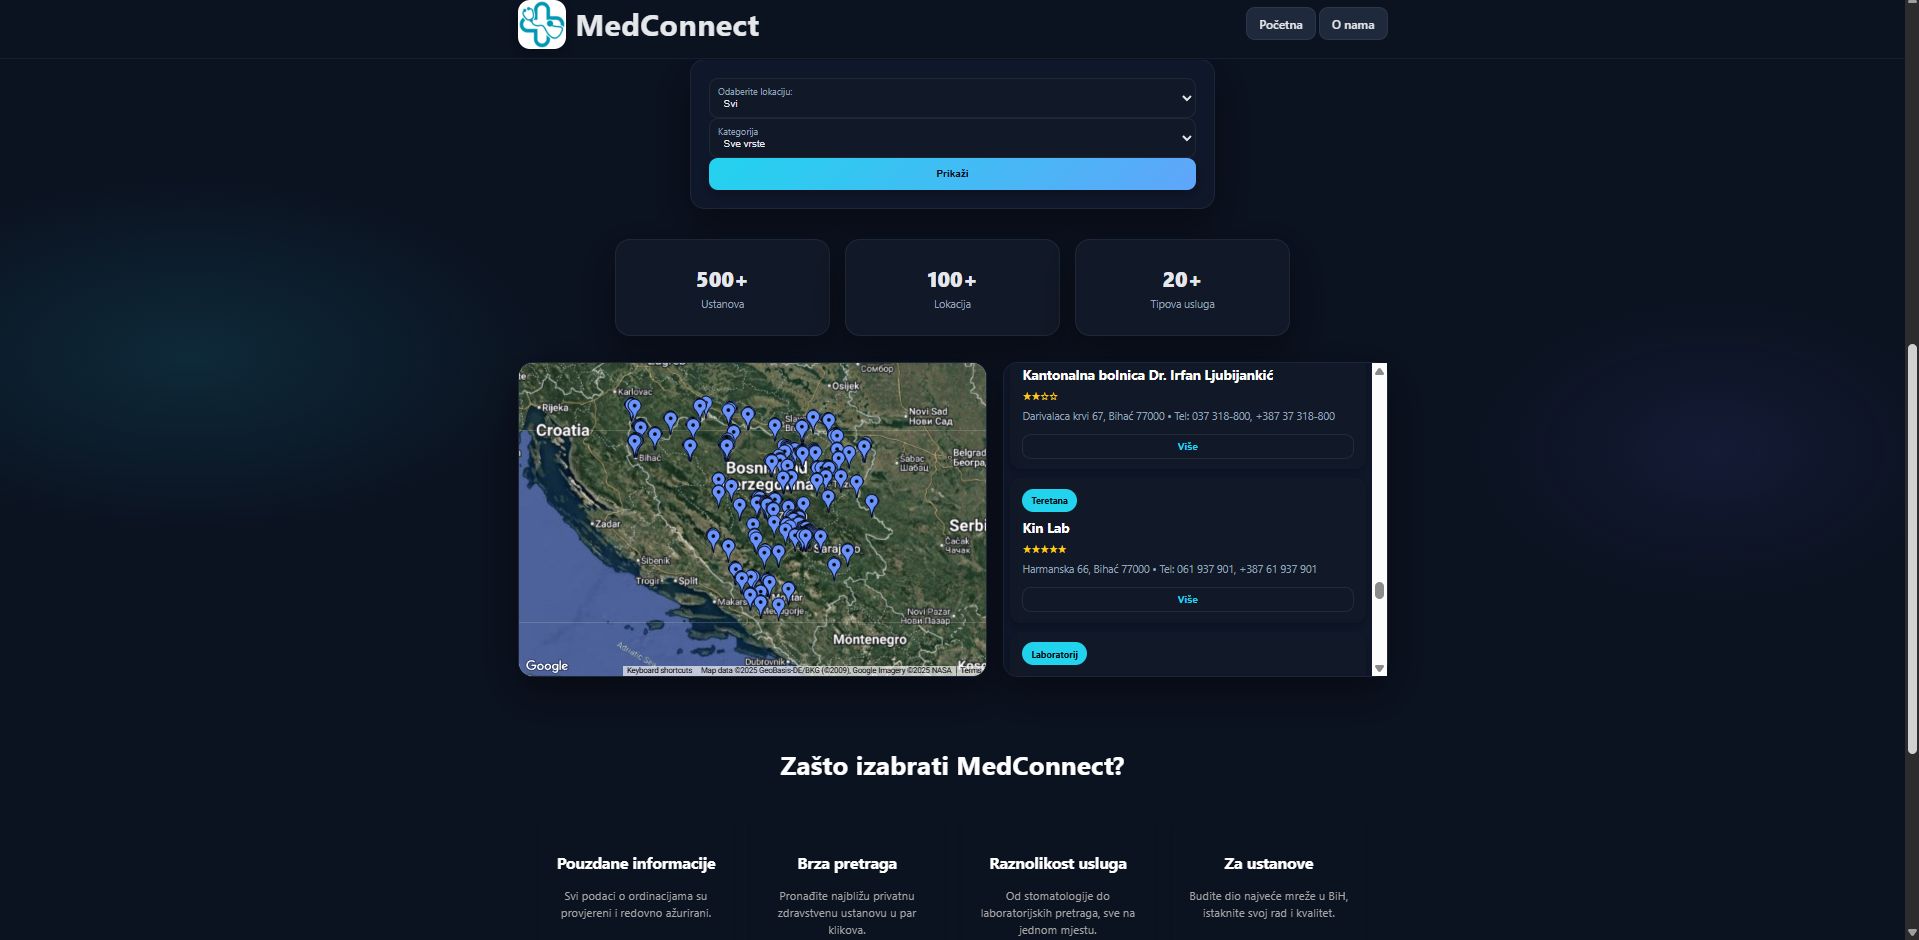 MedConnect
Početna
O nama
Odaberite lokaciju:
Svi
Kategorija
Sve vrste
Prikaži
500+
Ustanova
100+
Lokacija
20+
Tipova usluga
Karlovac
Rijeka
Croatia
Bihać
Zadar
Šibenik
Trogir
Split
Makars
Dubrovnik
Сомбор
Osijek
Novi Sad
Нови Сад
Šabac
Шабац
Belgrad
Београ
Serbi
Čačak
Чачак
Sarajevo
Novi Pazar
Нови Пазар
Montenegro
Google
Keyboard shortcuts
Map data ©2025 GeoBasis-DE/BKG (©2009), Google Imagery ©2025 NASA
Terms
Kantonalna bolnica Dr. Irfan Ljubijankić
★★☆☆
Darivalaca krvi 67, Bihać 77000 • Tel: 037 318-800, +387 37 318-800
Više
Teretana
Kin Lab
★★★★★
Harmanska 66, Bihać 77000 • Tel: 061 937 901, +387 61 937 901
Više
Laboratorij
Zašto izabrati MedConnect?
Pouzdane informacije
Svi podaci o ordinacijama su
provjereni i redovno ažurirani.
Brza pretraga
Pronađite najbližu privatnu
zdravstvenu ustanovu u par
klikova.
Raznolikost usluga
Od stomatologije do
laboratorijskih pretraga, sve na
jednom mjestu.
Za ustanove
Budite dio najveće mreže u BiH,
istaknite svoj rad i kvalitet.